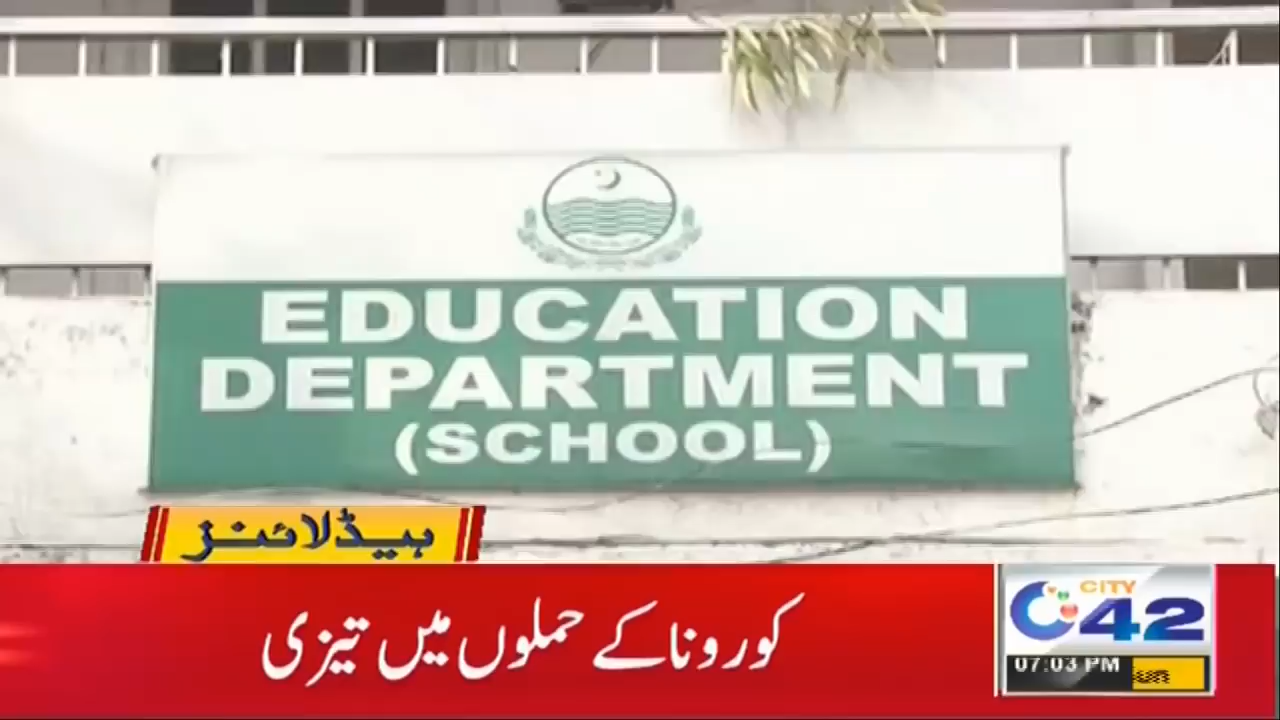 EDUCATION
DEPARTMENT
(SCHOOL)
ہیڈلائنز
کورونا کے حملوں میں تیزی
CITY
42
07:03 PM